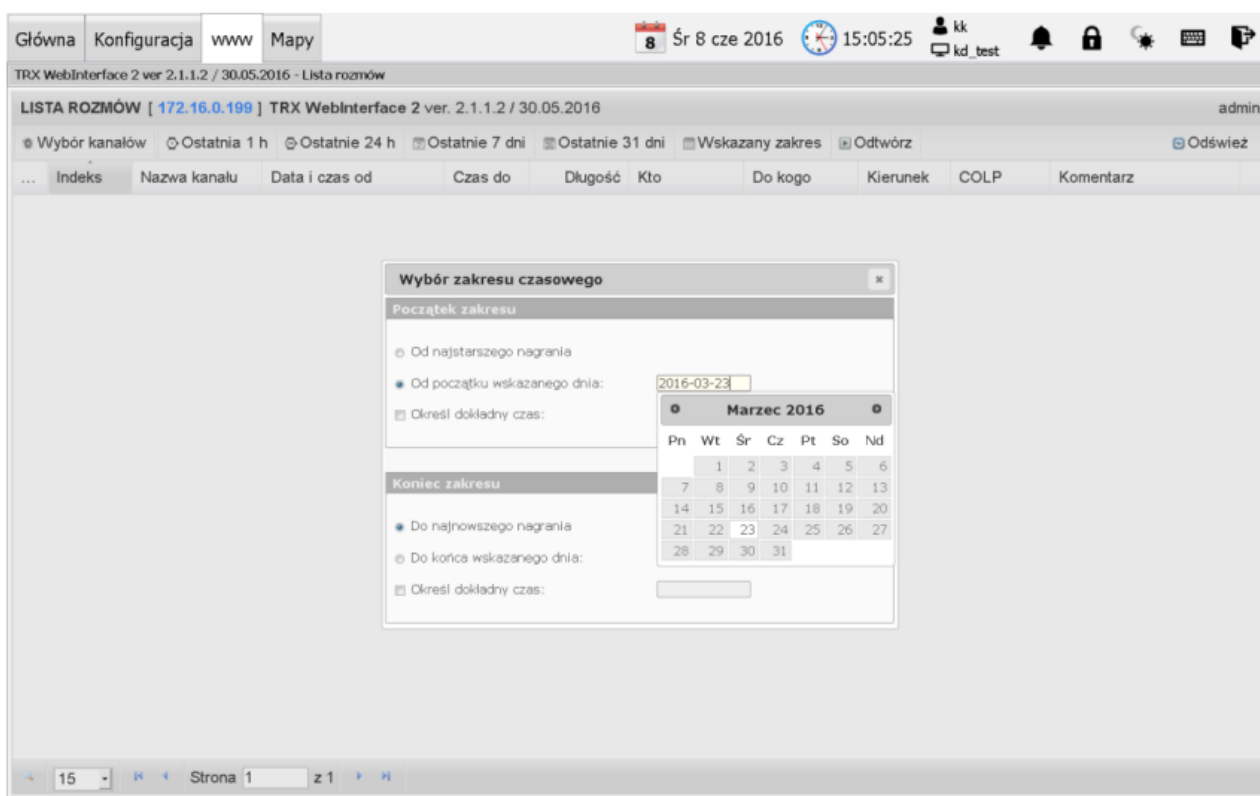 Główna Konfiguracja www Mapy 8 Śr 8 cze 2016 15:05:25 kk
kd_test
TRX WebInterface 2 ver 2.1.1.2 / 30.05.2016 - Lista rozmów
LISTA ROZMÓW [ 172.16.0.199 ] TRX WebInterface 2 ver. 2.1.1.2 / 30.05.2016 admin
Wybór kanałów Ostatnia 1 h Ostatnie 24 h Ostatnie 7 dni Ostatnie 31 dni Wskazany zakres Odtwórz Odśwież
... Indeks Nazwa kanału Data i czas od Czas do Długość Kto Do kogo Kierunek COLP Komentarz
Wybór zakresu czasowego
Początek zakresu
Od najstarszego nagrania
Od początku wskazanego dnia: 2016-03-23
Określ dokładny czas:
Marzec 2016
Pn Wt Śr Cz Pt So Nd
1 2 3 4 5 6
7 8 9 10 11 12 13
14 15 16 17 18 19 20
21 22 23 24 25 26 27
28 29 30 31
Koniec zakresu
Do najnowszego nagrania
Do końca wskazanego dnia:
Określ dokładny czas:
15 Strona 1 z 1